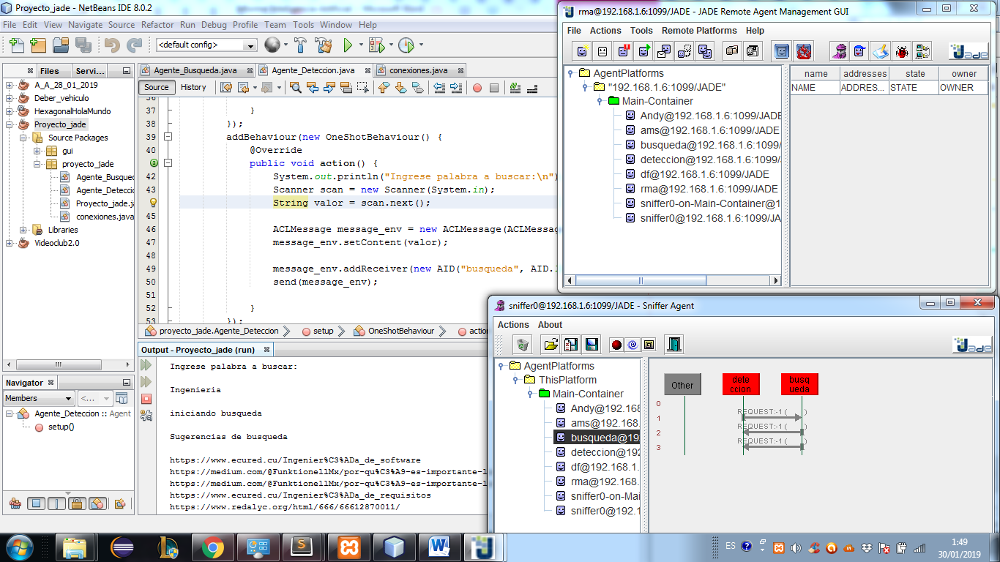 Proyecto_jade - NetBeans IDE 8.0.2
File Edit View Navigate Source Refactor Run Debug Profile Team Tools Window Help
<default config>
Files Servi...
A_A_28_01_2019
Deber_vehiculo
HexagonalHolaMundo
Proyecto_jade
Source Packages
gui
proyecto_jade
Agente_Busqued
Agente_Deteccio
Proyecto_jade.ja
conexiones.java
Libraries
Videoclub2.0
Navigator
Members <...
Agente_Deteccion :: Agent
setup()
Agente_Busqueda.java Agente_Deteccion.java conexiones.java
Source History
36
37 }
38 });
39 addBehaviour(new OneShotBehaviour() {
40 @Override
public void action() {
42 System.out.println("Ingrese palabra a buscar:\n")
43 Scanner scan = new Scanner(System.in);
String valor = scan.next();
45
46 ACLMessage message_env = new ACLMessage(ACLMessag
47 message_env.setContent(valor);
48
49 message_env.addReceiver(new AID("busqueda", AID.
50 send(message_env);
51
52 }
53 });
proyecto_jade.Agente_Deteccion setup OneShotBehaviour action
Output - Proyecto_jade (run)
Ingrese palabra a buscar:
Ingenieria
iniciando busqueda
Sugerencias de busqueda
https://www.ecured.cu/Ingenier%C3%ADa_de_software
https://medium.com/@FunktionellMx/por-qu%C3%A9-es-importante-l
https://medium.com/@FunktionellMx/por-qu%C3%A9-es-importante-l
https://www.ecured.cu/Ingenier%C3%ADa_de_requisitos
https://www.redalyc.org/html/666/66612870011/
rma@192.168.1.6:1099/JADE - JADE Remote Agent Management GUI
File Actions Tools Remote Platforms Help
Jade
AgentPlatforms
"192.168.1.6:1099/JADE"
Main-Container
Andy@192.168.1.6:1099/JADE
ams@192.168.1.6:1099/JADE
busqueda@192.168.1.6:1099/
deteccion@192.168.1.6:1099/
df@192.168.1.6:1099/JADE
rma@192.168.1.6:1099/JADE
sniffer0-on-Main-Container@1
sniffer0@192.168.1.6:1099/JA
name addresses state owner
NAME ADDRES... STATE OWNER
sniffer0@192.168.1.6:1099/JADE - Sniffer Agent
Actions About
Jade
AgentPlatforms
ThisPlatform
Main-Container
Andy@192.168
ams@192.168.
busqueda@19
deteccion@192
df@192.168.1.
rma@192.168.
sniffer0-on-Mai
sniffer0@192.1
Other
dete
ccion
busq
ueda
0
REQUEST:-1 ( )
1
REQUEST:-1 ( )
2
REQUEST:-1 ( )
3
ES
1:49
30/01/2019